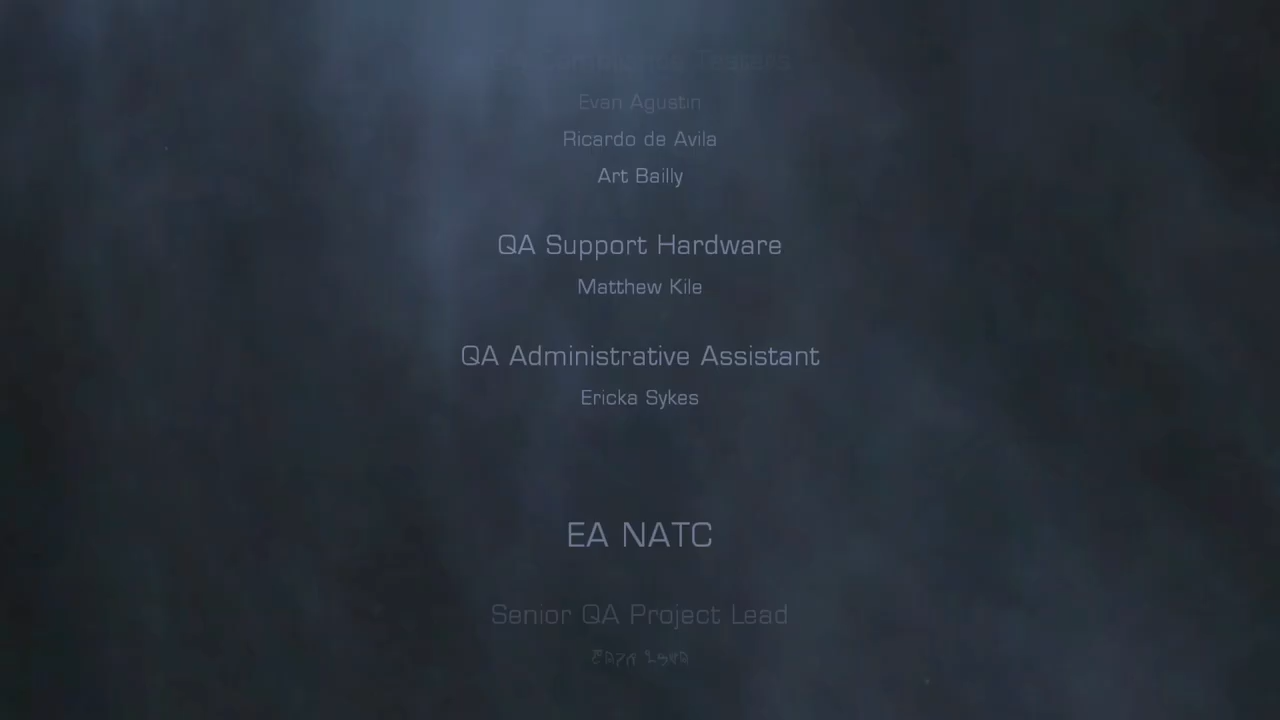 Evan Agustin
Ricardo de Avila
Art Bailly
QA Support Hardware
Matthew Kile
QA Administrative Assistant
Ericka Sykes
EA NATC
Senior QA Project Lead